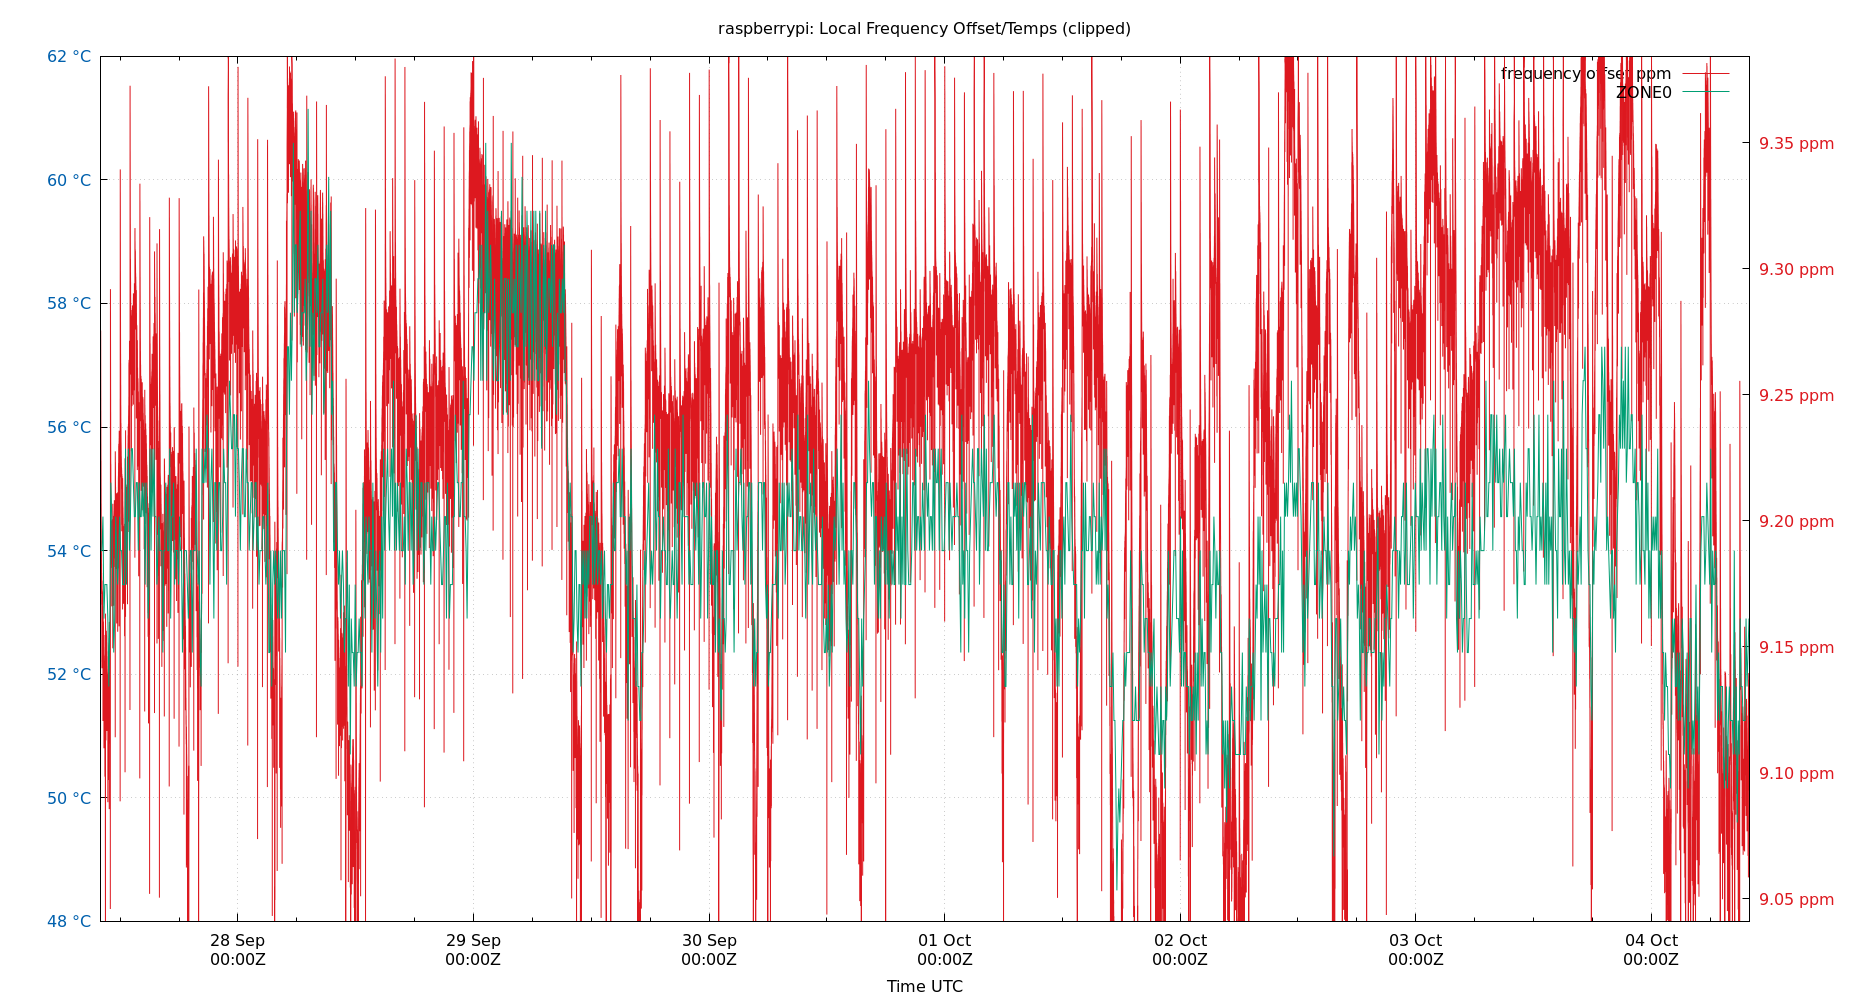 raspberrypi: Local Frequency Offset/Temps (clipped)
62 °C
60 °C
58 °C
56 °C
54 °C
52 °C
50 °C
48 °C
frequency offset ppm
ZONE0
9.35 ppm
9.30 ppm
9.25 ppm
9.20 ppm
9.15 ppm
9.10 ppm
9.05 ppm
28 Sep 29 Sep 30 Sep 01 Oct 02 Oct 03 Oct 04 Oct
00:00Z 00:00Z 00:00Z 00:00Z 00:00Z 00:00Z 00:00Z
Time UTC